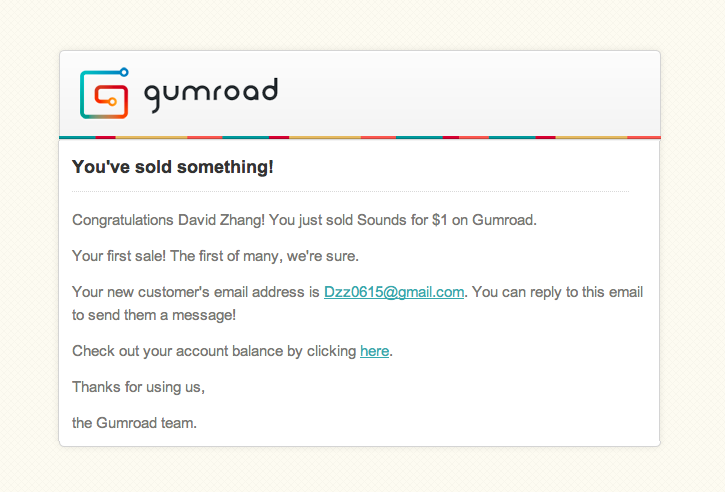 gumroad
You've sold something!
Congratulations David Zhang! You just sold Sounds for $1 on Gumroad.
Your first sale! The first of many, we're sure.
Your new customer's email address is Dzz0615@gmail.com. You can reply to this email
to send them a message!
Check out your account balance by clicking here.
Thanks for using us,
the Gumroad team.